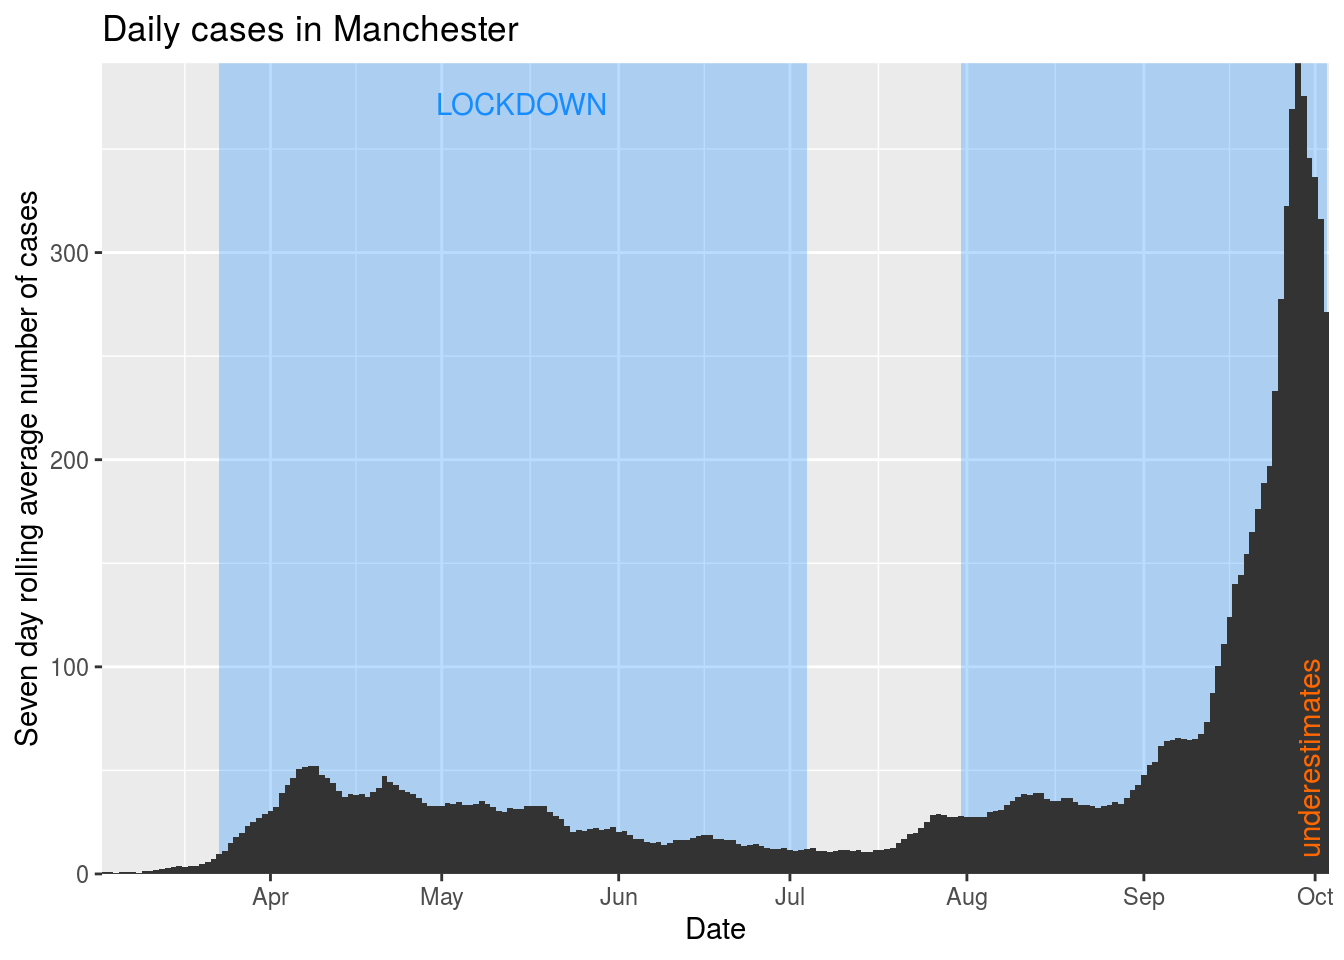 Daily cases in Manchester
LOCKDOWN
Seven day rolling average number of cases
300
200
100
0
underestimates
Apr
May
Jun
Jul
Aug
Sep
Oct
Date